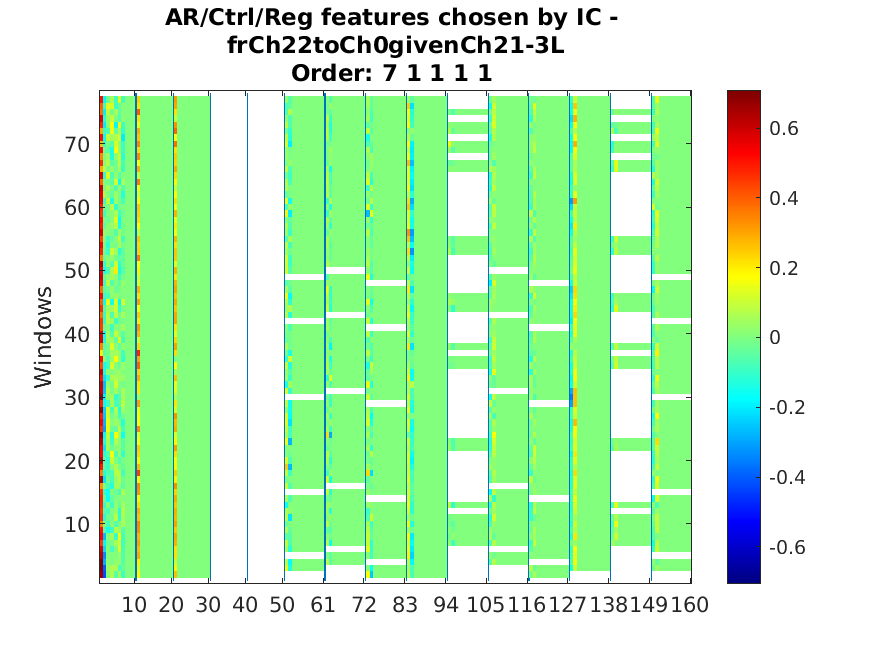 AR/Ctrl/Reg features chosen by IC -
frCh22toCh0givenCh21-3L
Order: 7 1 1 1 1
Windows
70
60
50
40
30
20
10
10 20 30 40 50 61 72 83 94 105 116 127 138 149 160
0.6
0.4
0.2
0
-0.2
-0.4
-0.6